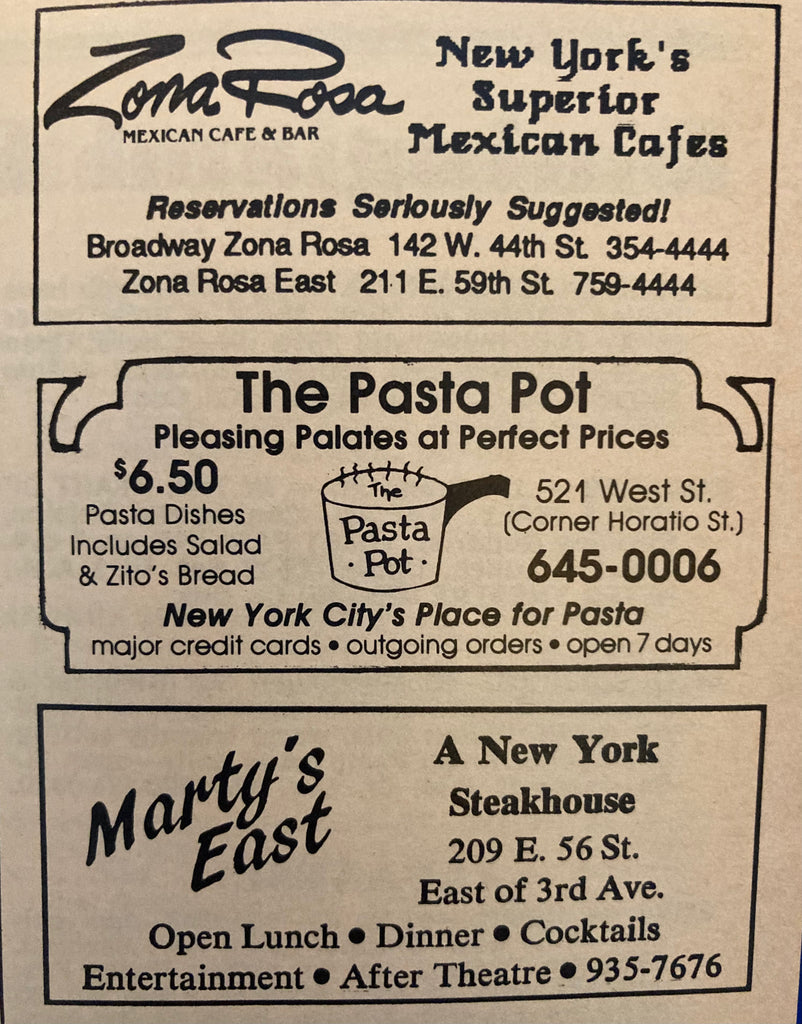 Zona Rosa
MEXICAN CAFE & BAR
New York's
Superior
Mexican Cafes
Reservations Seriously Suggested!
Broadway Zona Rosa 142 W. 44th St. 354-4444
Zona Rosa East 211 E. 59th St. 759-4444
The Pasta Pot
Pleasing Palates at Perfect Prices
$6.50
Pasta Dishes
Includes Salad
& Zito's Bread
The
Pasta
· Pot ·
521 West St.
(Corner Horatio St.)
645-0006
New York City's Place for Pasta
major credit cards • outgoing orders • open 7 days
Marty's
East
A New York
Steakhouse
209 E. 56 St.
East of 3rd Ave.
Open Lunch • Dinner • Cocktails
Entertainment • After Theatre • 935-7676